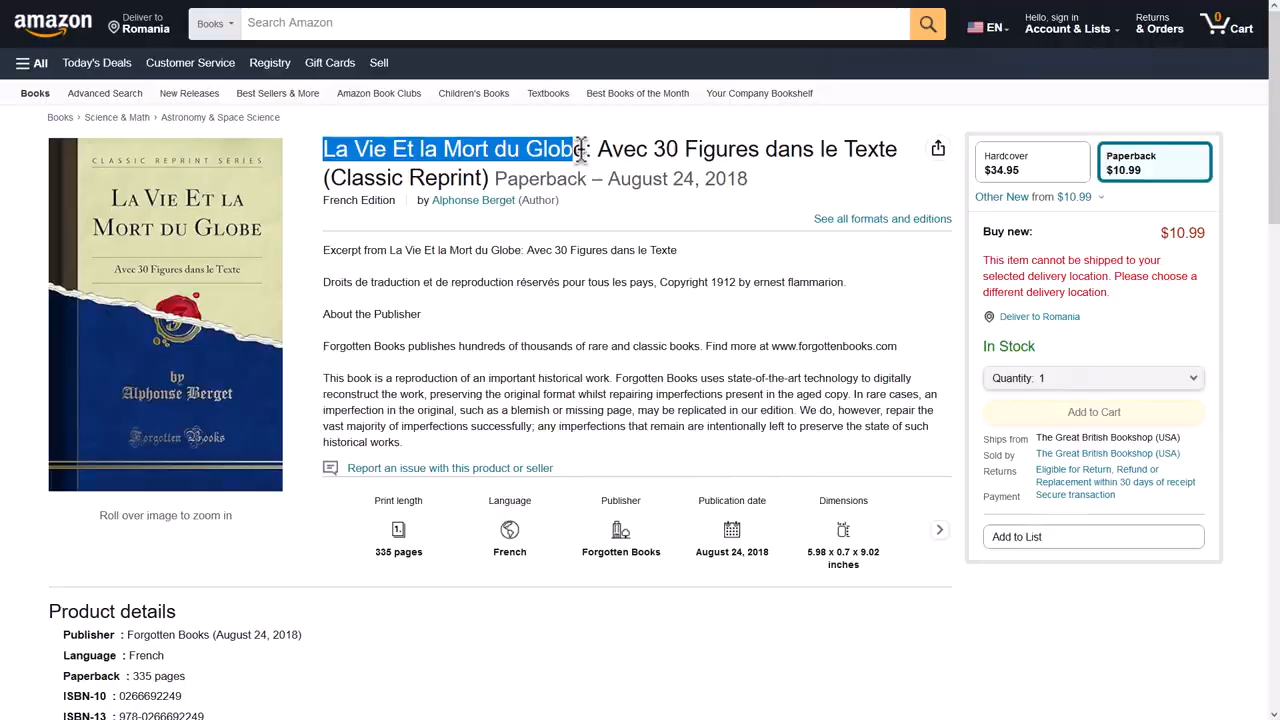 amazon
Deliver to
Romania
Books
Search Amazon
EN
Hello, sign in
Account & Lists
Returns
& Orders
0
Cart
All
Today's Deals
Customer Service
Registry
Gift Cards
Sell
Books
Advanced Search
New Releases
Best Sellers & More
Amazon Book Clubs
Children's Books
Textbooks
Best Books of the Month
Your Company Bookshelf
Books › Science & Math › Astronomy & Space Science
CLASSIC REPRINT SERIES
LA VIE ET LA
MORT DU GLOBE
Avec 30 Figures dans le Texte
by
Alphonse Berget
Forgotten Books
Roll over image to zoom in
La Vie Et la Mort du Globe: Avec 30 Figures dans le Texte
(Classic Reprint) Paperback – August 24, 2018
French Edition
by Alphonse Berget (Author)
See all formats and editions
Excerpt from La Vie Et la Mort du Globe: Avec 30 Figures dans le Texte
Droits de traduction et de reproduction réservés pour tous les pays, Copyright 1912 by ernest flammarion.
About the Publisher
Forgotten Books publishes hundreds of thousands of rare and classic books. Find more at www.forgottenbooks.com
This book is a reproduction of an important historical work. Forgotten Books uses state-of-the-art technology to digitally
reconstruct the work, preserving the original format whilst repairing imperfections present in the aged copy. In rare cases, an
imperfection in the original, such as a blemish or missing page, may be replicated in our edition. We do, however, repair the
vast majority of imperfections successfully; any imperfections that remain are intentionally left to preserve the state of such
historical works.
Report an issue with this product or seller
Print length
335 pages
Language
French
Publisher
Forgotten Books
Publication date
August 24, 2018
Dimensions
5.98 x 0.7 x 9.02
inches
Hardcover
$34.95
Paperback
$10.99
Other New from $10.99
Buy new:
$10.99
This item cannot be shipped to your
selected delivery location. Please choose a
different delivery location.
Deliver to Romania
In Stock
Quantity: 1
Add to Cart
Ships from
The Great British Bookshop (USA)
Sold by
The Great British Bookshop (USA)
Returns
Eligible for Return, Refund or
Replacement within 30 days of receipt
Payment
Secure transaction
Add to List
Product details
Publisher : Forgotten Books (August 24, 2018)
Language : French
Paperback : 335 pages
ISBN-10 : 0266692249
ISBN-13 : 978-0266692249